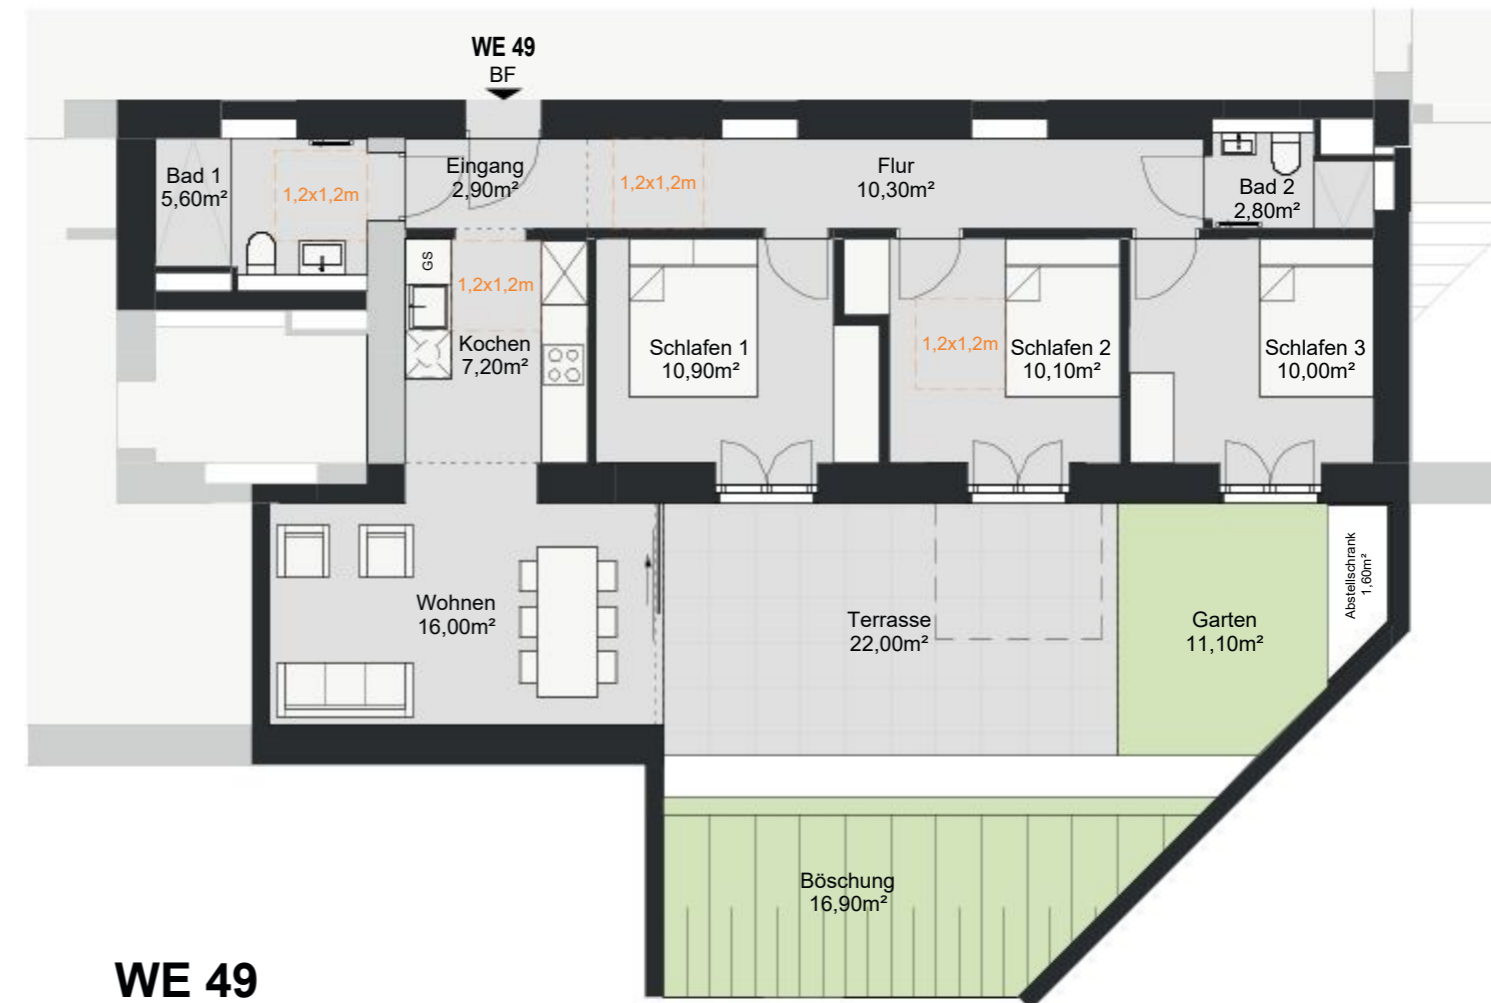 WE 49
BF
Bad 1
5,60m²
1,2x1,2m
Eingang
2,90m²
1,2x1,2m
Flur
10,30m²
Bad 2
2,80m²
GS
1,2x1,2m
Kochen
7,20m²
Schlafen 1
10,90m²
1,2x1,2m
Schlafen 2
10,10m²
Schlafen 3
10,00m²
Wohnen
16,00m²
Terrasse
22,00m²
Garten
11,10m²
Abstellschrank
1,60m²
Böschung
16,90m²
WE 49